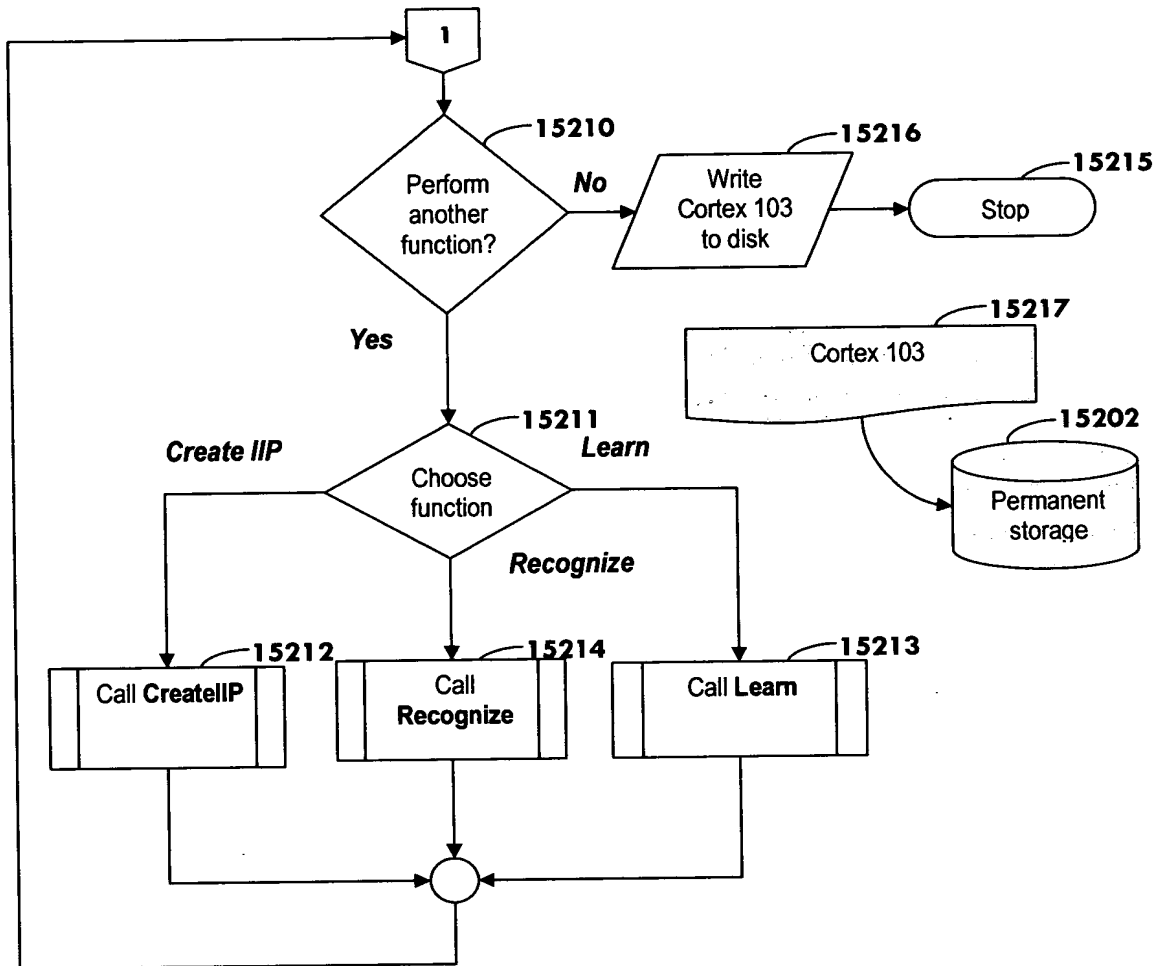 1
15210
Perform
another
function?
No
15216
Write
Cortex 103
to disk
15215
Stop
Yes
15217
Cortex 103
15202
Permanent
storage
15211
Create IIP
Learn
Choose
function
Recognize
15212
Call CreateIIP
15214
Call
Recognize
15213
Call Learn